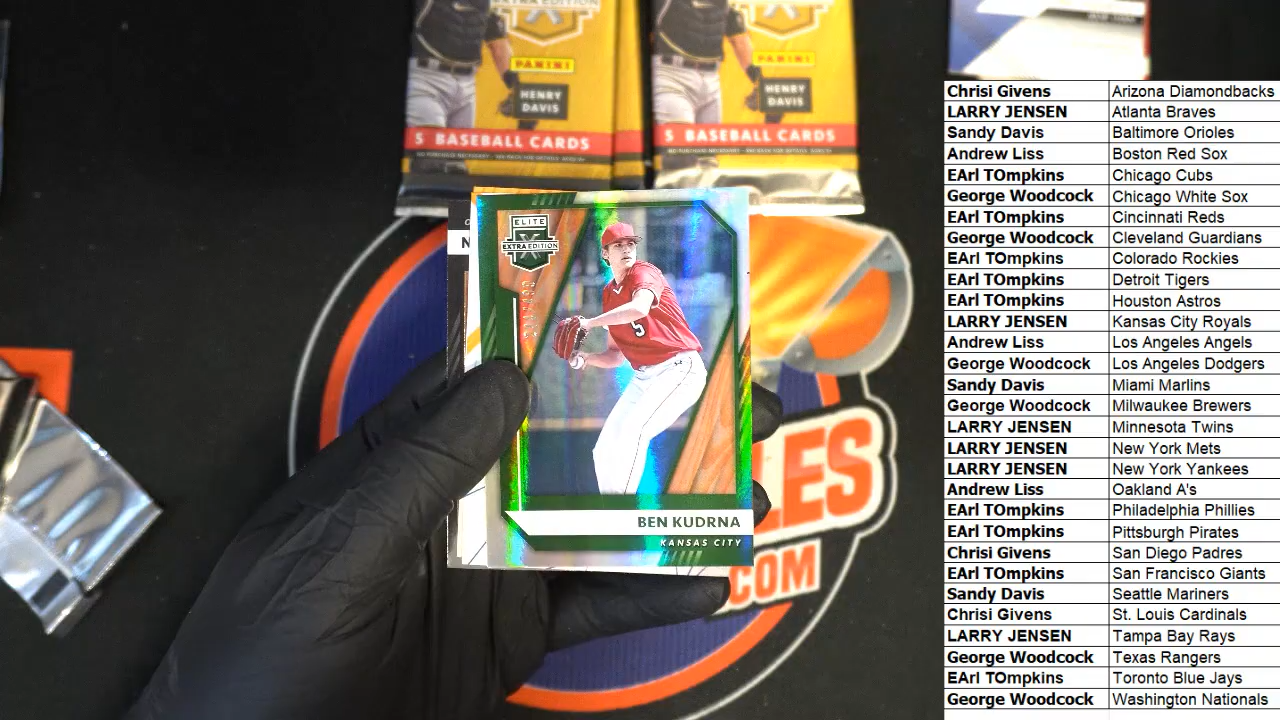 EXTRA EDITION
X
PANINI
HENRY
DAVIS
5 BASEBALL CARDS
EXTRA EDITION
X
PANINI
HENRY
DAVIS
5 BASEBALL CARDS
N
ELITE
X
EXTRA EDITION
5
BEN KUDRNA
KANSAS CITY
LES
.COM
Chrisi Givens Arizona Diamondbacks
LARRY JENSEN Atlanta Braves
Sandy Davis Baltimore Orioles
Andrew Liss Boston Red Sox
EArl TOmpkins Chicago Cubs
George Woodcock Chicago White Sox
EArl TOmpkins Cincinnati Reds
George Woodcock Cleveland Guardians
EArl TOmpkins Colorado Rockies
EArl TOmpkins Detroit Tigers
EArl TOmpkins Houston Astros
LARRY JENSEN Kansas City Royals
Andrew Liss Los Angeles Angels
George Woodcock Los Angeles Dodgers
Sandy Davis Miami Marlins
George Woodcock Milwaukee Brewers
LARRY JENSEN Minnesota Twins
LARRY JENSEN New York Mets
LARRY JENSEN New York Yankees
Andrew Liss Oakland A's
EArl TOmpkins Philadelphia Phillies
EArl TOmpkins Pittsburgh Pirates
Chrisi Givens San Diego Padres
EArl TOmpkins San Francisco Giants
Sandy Davis Seattle Mariners
Chrisi Givens St. Louis Cardinals
LARRY JENSEN Tampa Bay Rays
George Woodcock Texas Rangers
EArl TOmpkins Toronto Blue Jays
George Woodcock Washington Nationals